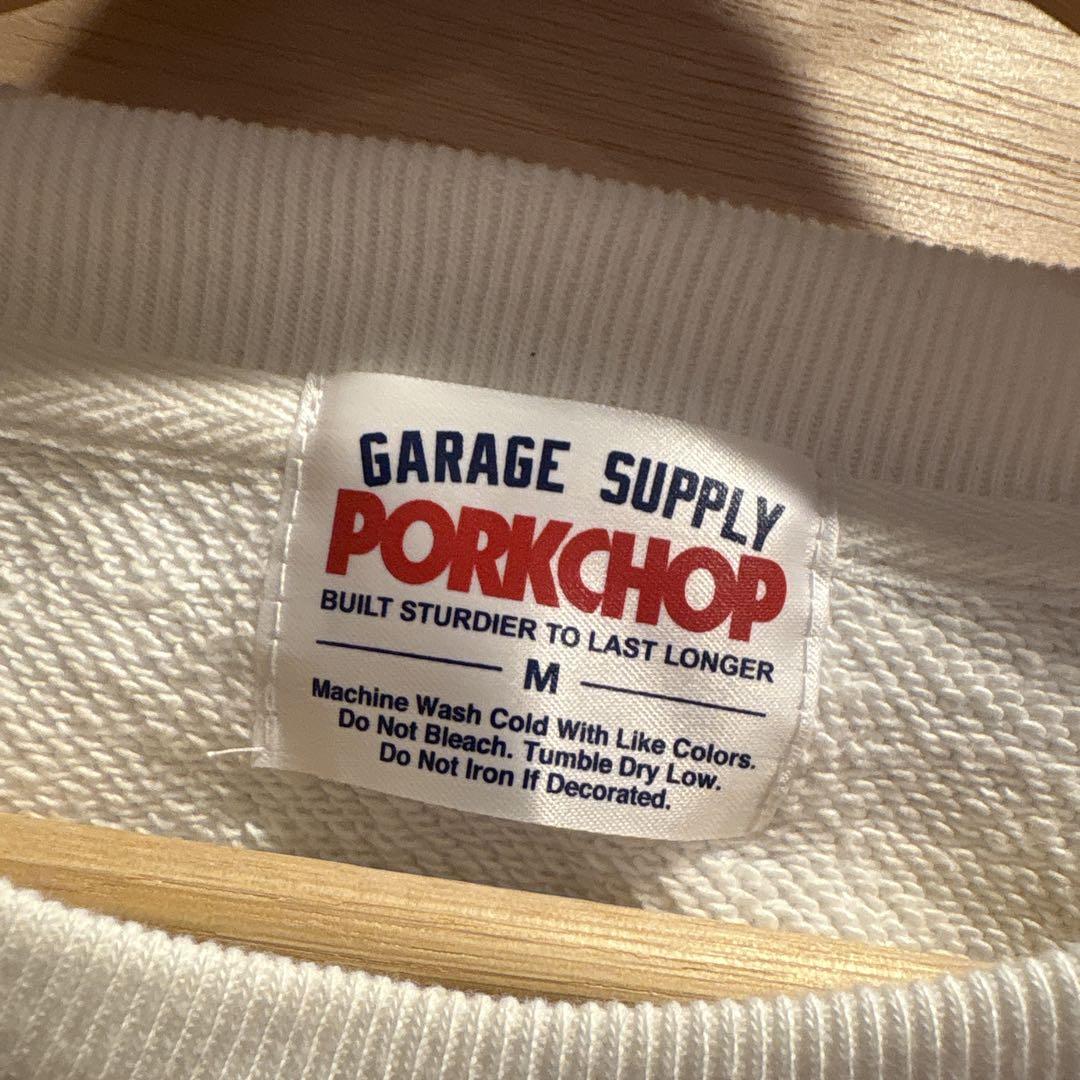 GARAGE SUPPLY
PORKCHOP
BUILT STURDIER TO LAST LONGER
M
Machine Wash Cold With Like Colors.
Do Not Bleach. Tumble Dry Low.
Do Not Iron If Decorated.